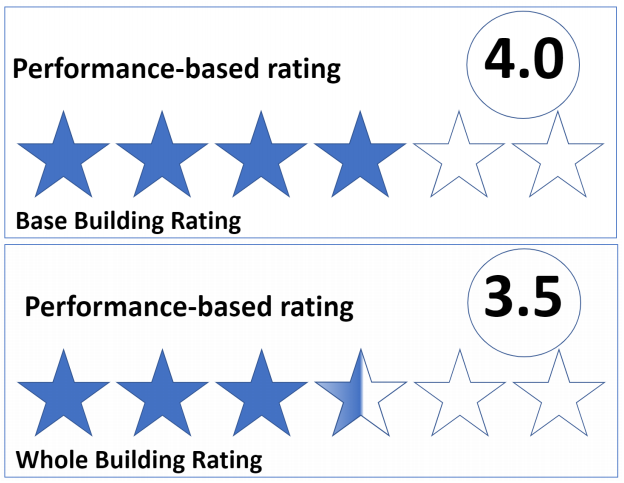 Performance-based rating
4.0
Base Building Rating
Performance-based rating
3.5
Whole Building Rating